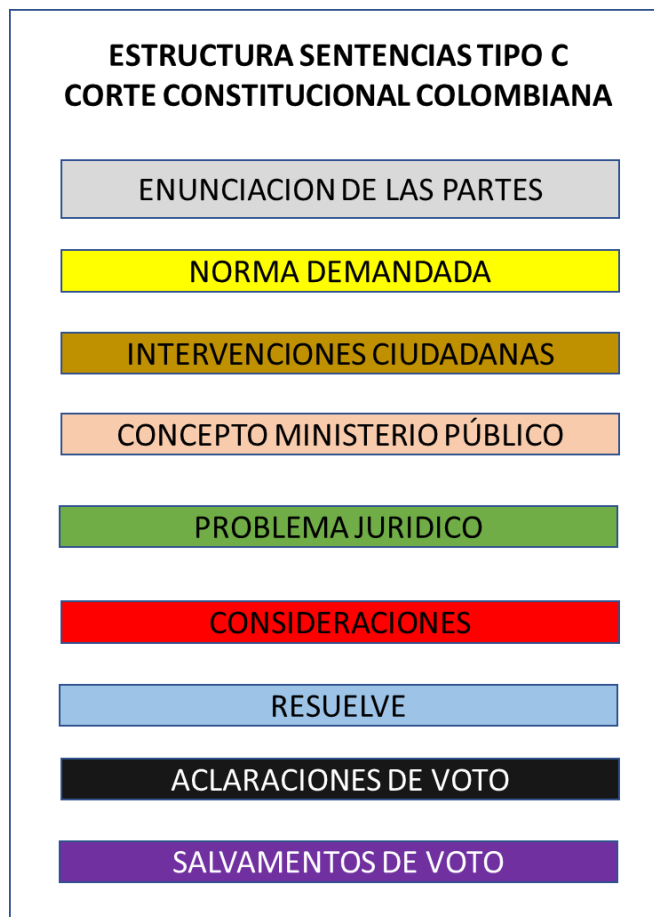 ESTRUCTURA SENTENCIAS TIPO C
CORTE CONSTITUCIONAL COLOMBIANA
ENUNCIACION DE LAS PARTES
NORMA DEMANDADA
INTERVENCIONES CIUDADANAS
CONCEPTO MINISTERIO PÚBLICO
PROBLEMA JURIDICO
CONSIDERACIONES
RESUELVE
ACLARACIONES DE VOTO
SALVAMENTOS DE VOTO